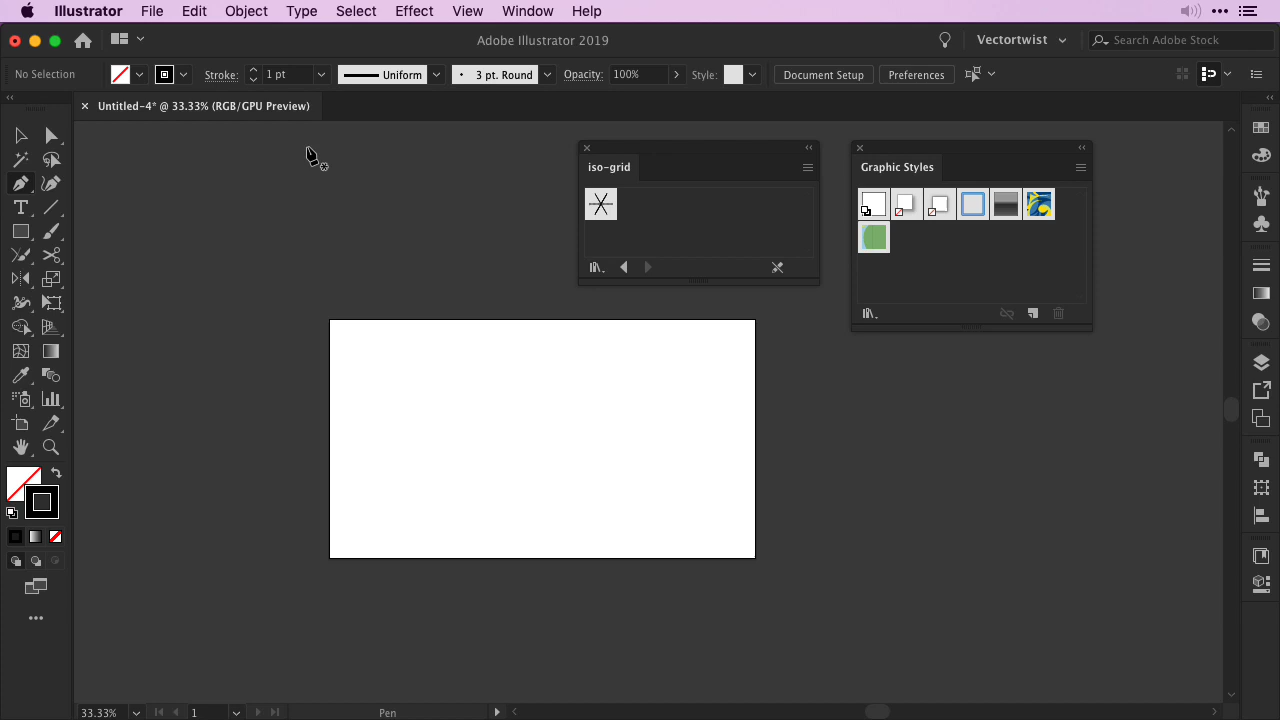 Illustrator File Edit Object Type Select Effect View Window Help
Adobe Illustrator 2019
Vectortwist
Search Adobe Stock
No Selection
Stroke:
1 pt
Uniform
3 pt. Round
Opacity:
100%
Style:
Document Setup
Preferences
Untitled-4* @ 33.33% (RGB/GPU Preview)
iso-grid
Graphic Styles
33.33%
1
Pen